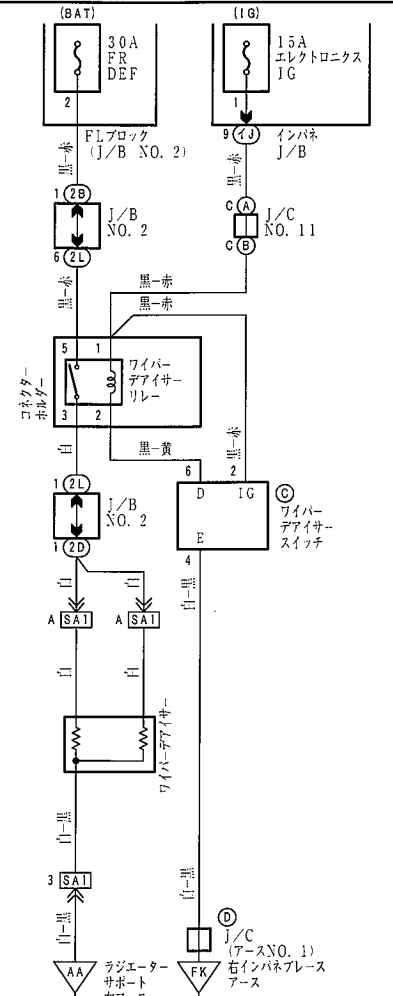 (BAT)
(IG)
30A
FR
DEF
15A
エレクトロニクス
IG
2
1
FLブロック
(J/B NO. 2)
9 1J
インパネ
J/B
黒−赤
黒−赤
1 2B
J/B
NO. 2
6 2L
C A
J/C
NO. 11
C B
黒−赤
黒−赤
黒−赤
5 1
ワイパー
デアイサー
リレー
コネクター
ホルダー
3 2
白
黒−黄
黒−赤
6 2
D IG
E
4
C
ワイパー
デアイサー
スイッチ
1 2L
J/B
NO. 2
1 2D
白
白
白−黒
A SA1
A SA1
白
白
ワイパーデアイサー
白−黒
白−黒
3 SA1
白−黒
D
J/C
(アースNO. 1)
AA
ラジエーター
サポート
FK
右インパネブレース
アース